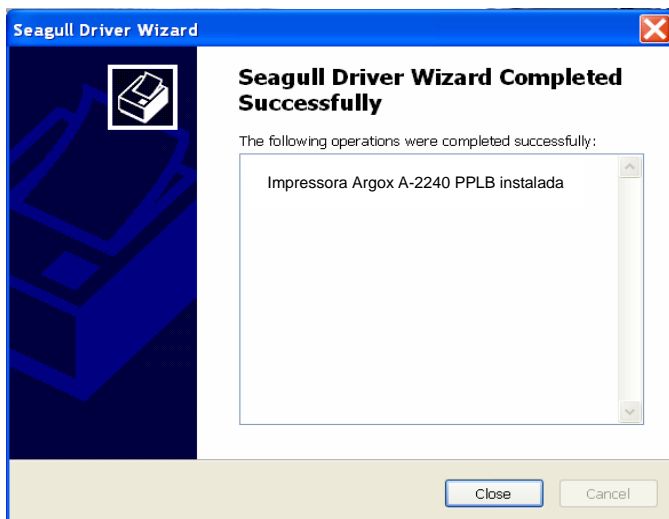 Seagull Driver Wizard
Seagull Driver Wizard Completed
Successfully
The following operations were completed successfully:
Impressora Argox A-2240 PPLB instalada
Close
Cancel